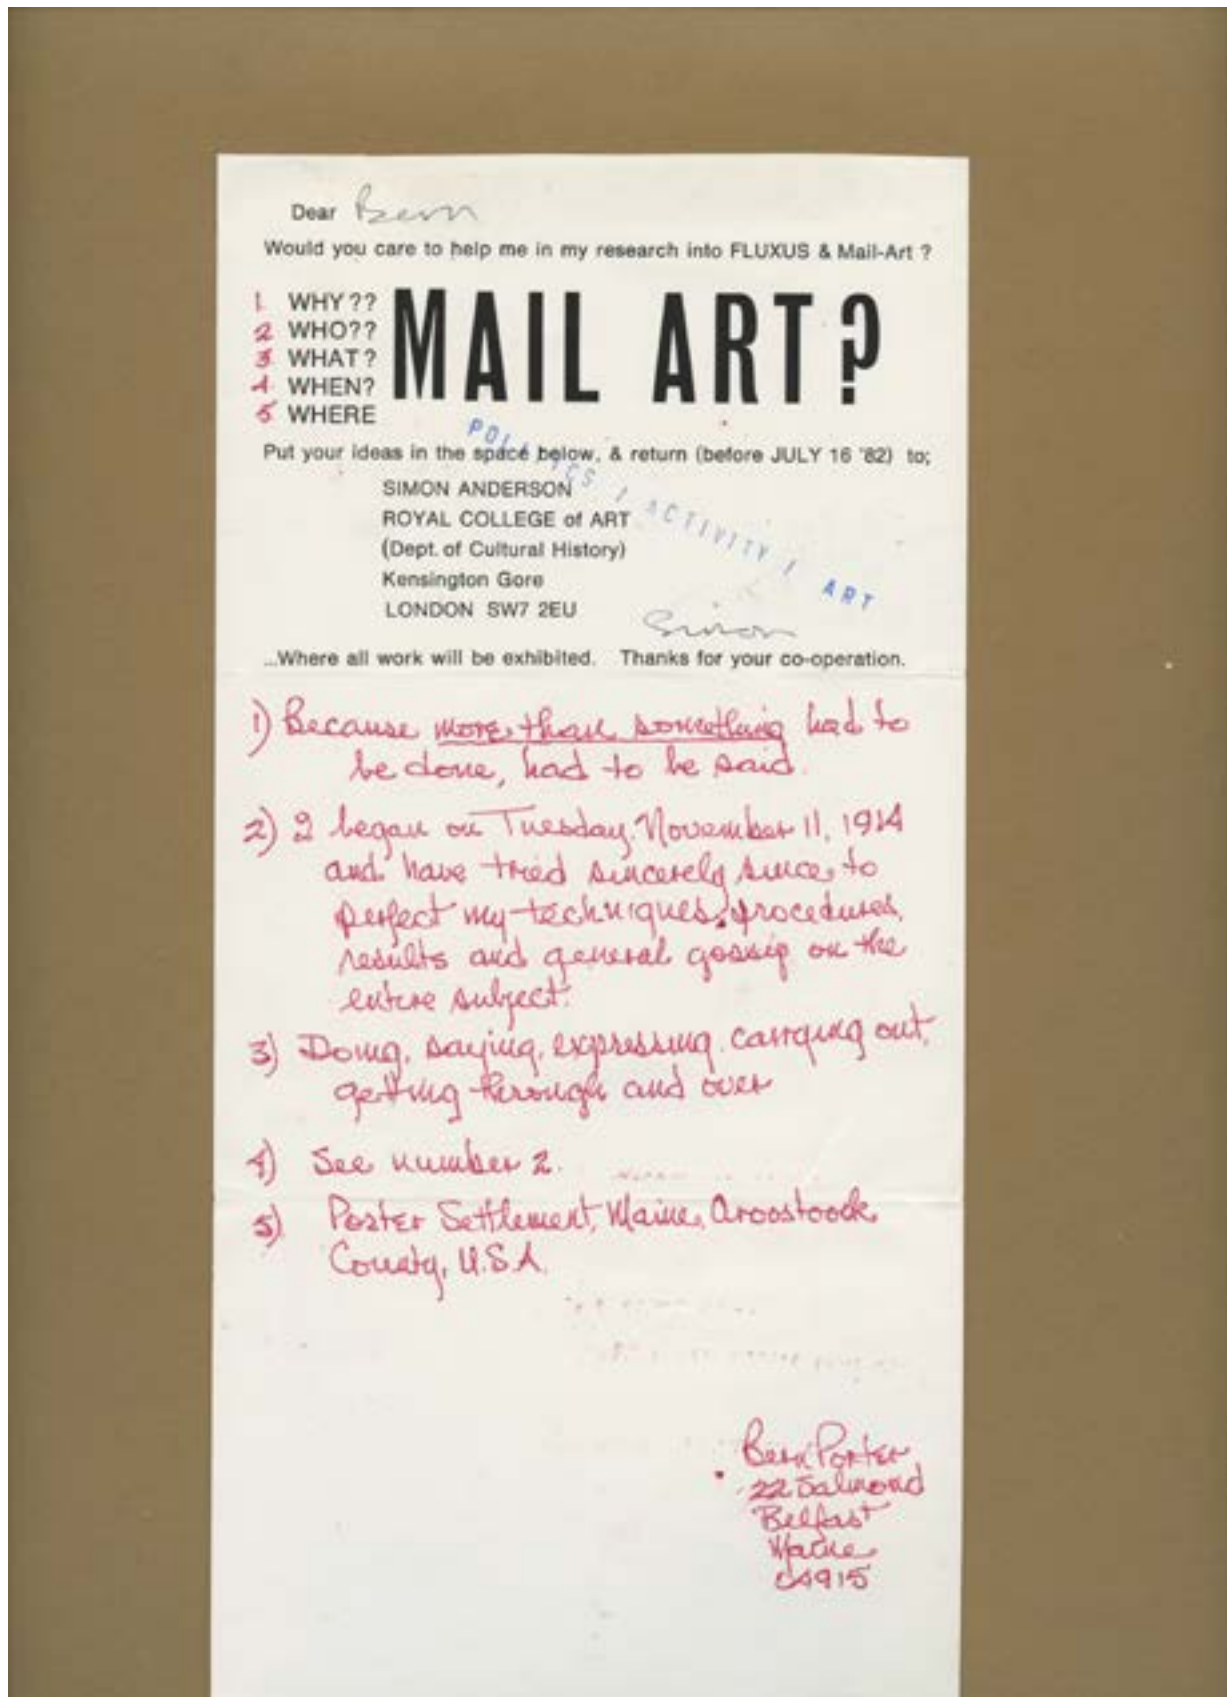 Dear Bern
Would you care to help me in my research into FLUXUS & Mail-Art ?
1. WHY??
2 WHO??
3. WHAT?
4. WHEN?
5 WHERE
MAIL ART?
Put your ideas in the space below, & return (before JULY 16 '82) to;
POLITICS / ACTIVITY / ART
SIMON ANDERSON
ROYAL COLLEGE of ART
(Dept. of Cultural History)
Kensington Gore
LONDON SW7 2EU
Simon
...Where all work will be exhibited. Thanks for your co-operation.
1) Because more than something had to
be done, had to be said.
2) I began on Tuesday, November 11, 1914
and have tried sincerely since to
perfect my techniques, procedures,
results and general gossip on the
entire subject.
3) Doing, saying, expressing, carrying out,
getting through and over
4) See number 2.
5) Porter Settlement, Maine, Aroostook
County, U.S.A.
Bern Porter
22 Salmond
Belfast
Maine
04915